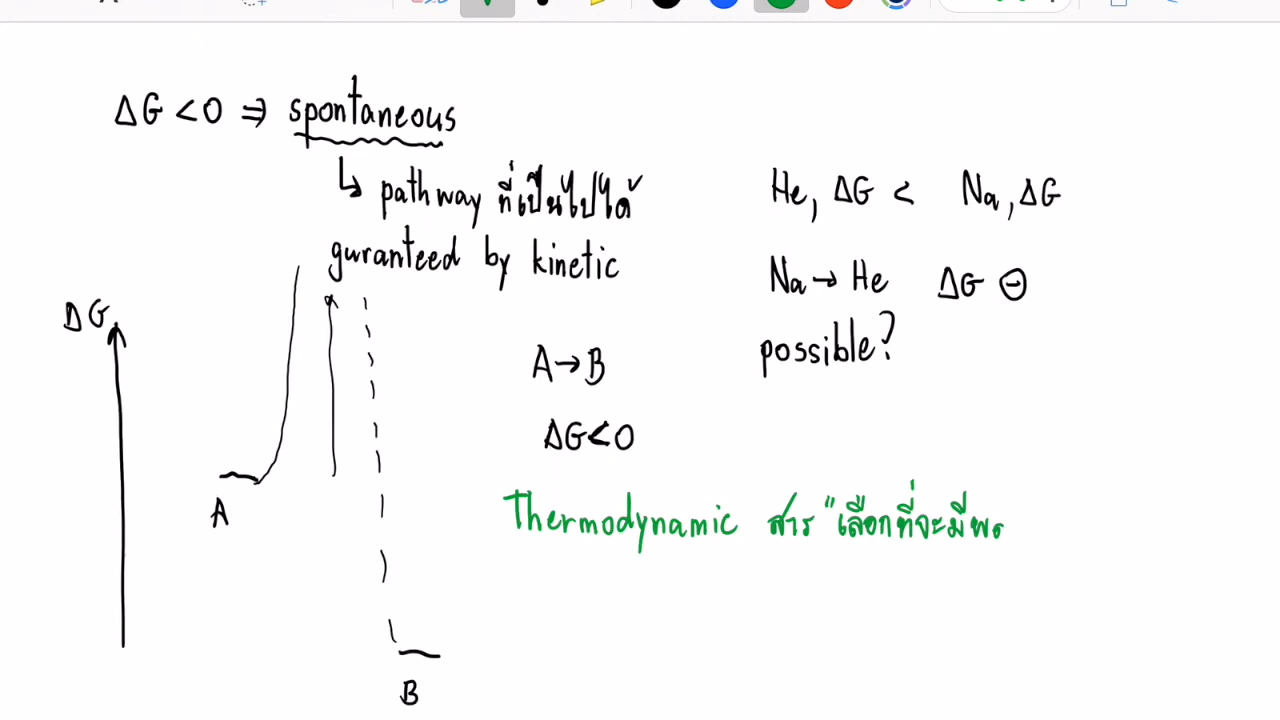 ΔG <0 ⇒ spontaneous
↳ pathway ที่เป็นไปได้
guranteed by kinetic
He, ΔG < Na, ΔG
Na → He ΔG ⊖
possible?
ΔG
A → B
ΔG<0
A
Thermodynamic สาร "เลือกที่จะมีพ
B